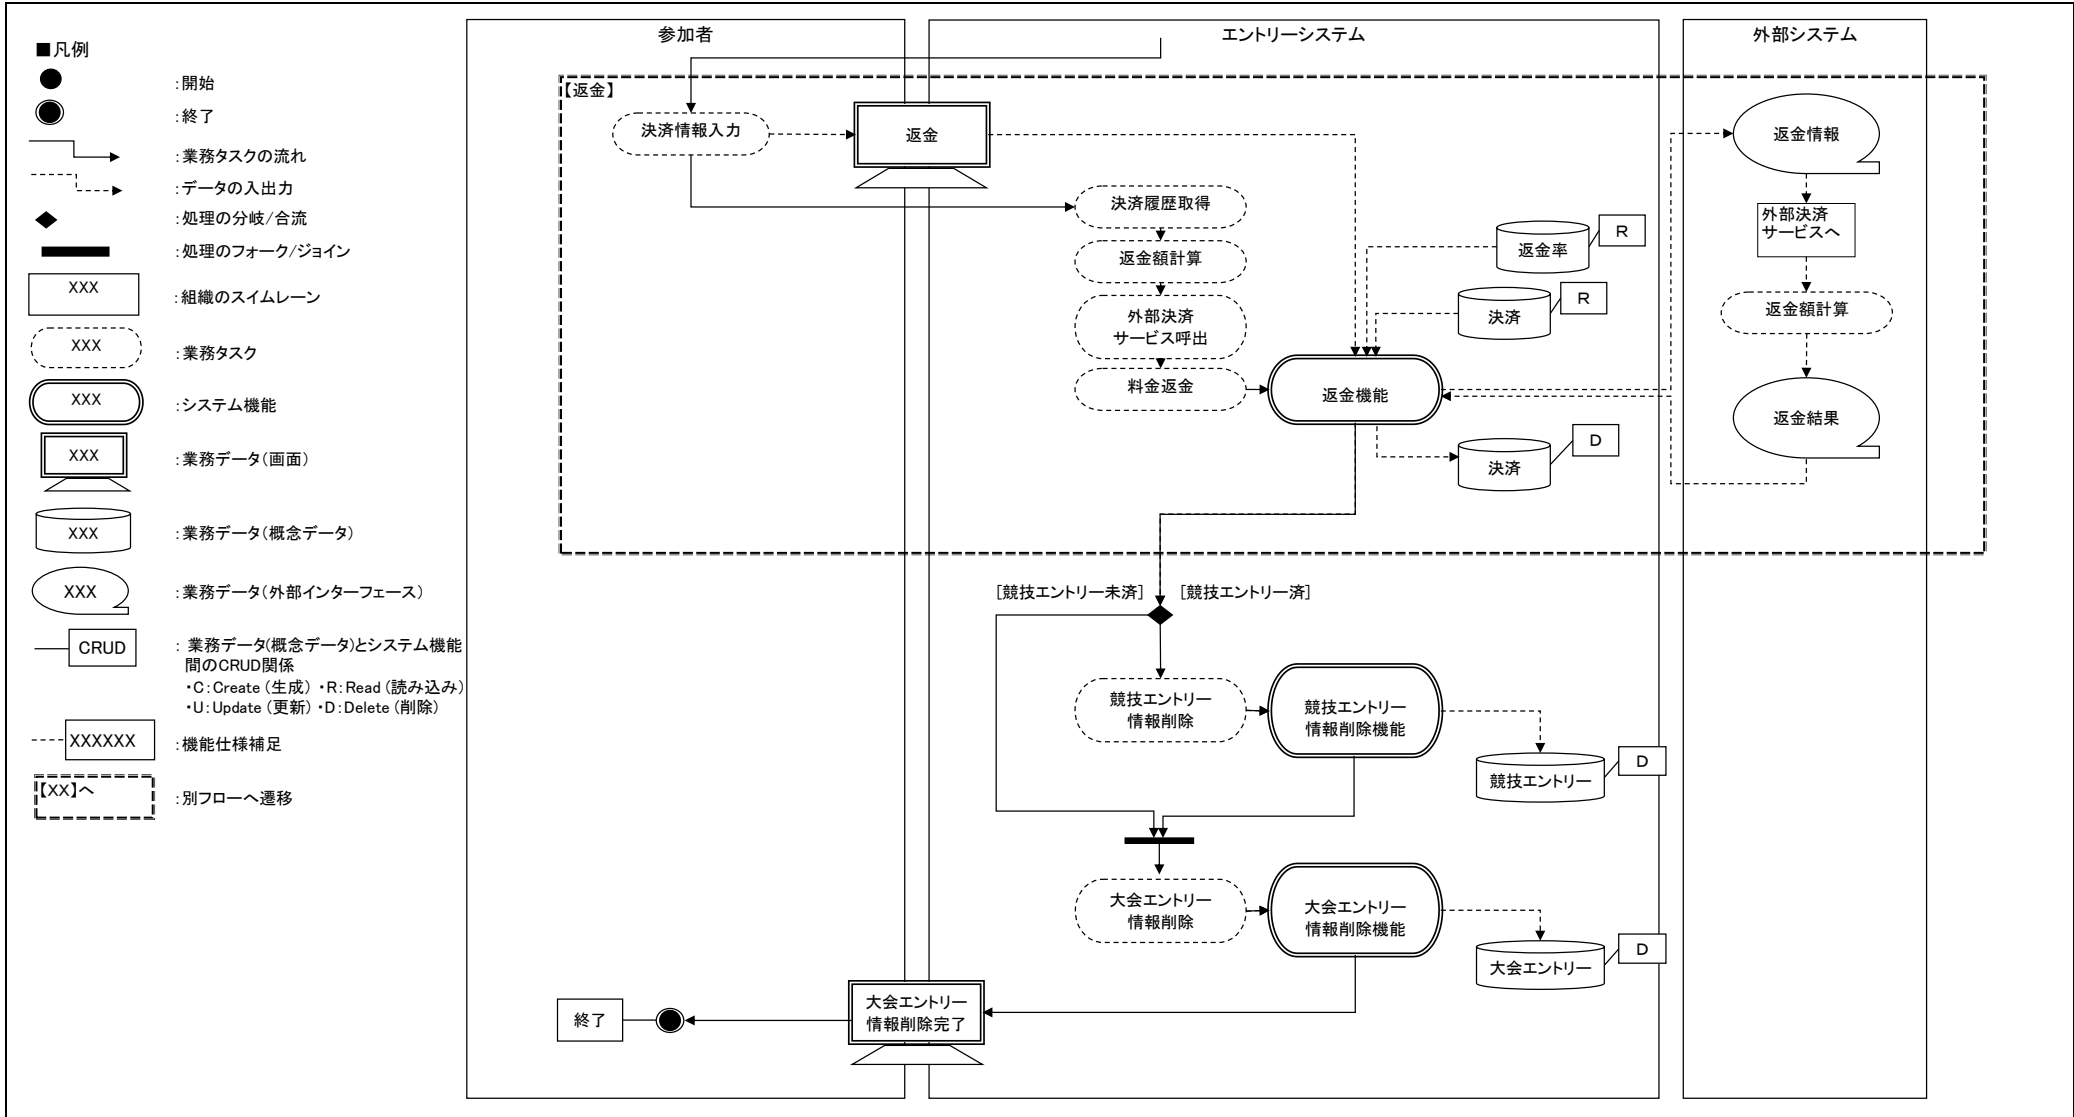 ■凡例
:開始
:終了
:業務タスクの流れ
:データの入出力
:処理の分岐/合流
:処理のフォーク/ジョイン
XXX
:組織のスイムレーン
XXX
:業務タスク
XXX
:システム機能
XXX
:業務データ(画面)
XXX
:業務データ(概念データ)
XXX
:業務データ(外部インターフェース)
CRUD
: 業務データ(概念データ)とシステム機能
間のCRUD関係
・C:Create (生成) ・R:Read (読み込み)
・U:Update (更新) ・D:Delete (削除)
XXXXXX
:機能仕様補足
【XX】へ
:別フローへ遷移
参加者
エントリーシステム
外部システム
【返金】
決済情報入力
返金
返金情報
決済履歴取得
外部決済
サービスへ
返金率
R
返金額計算
決済
R
返金額計算
外部決済
サービス呼出
料金返金
返金機能
返金結果
決済
D
[競技エントリー未済]
[競技エントリー済]
競技エントリー
情報削除
競技エントリー
情報削除機能
競技エントリー
D
大会エントリー
情報削除
大会エントリー
情報削除機能
大会エントリー
D
終了
大会エントリー
情報削除完了